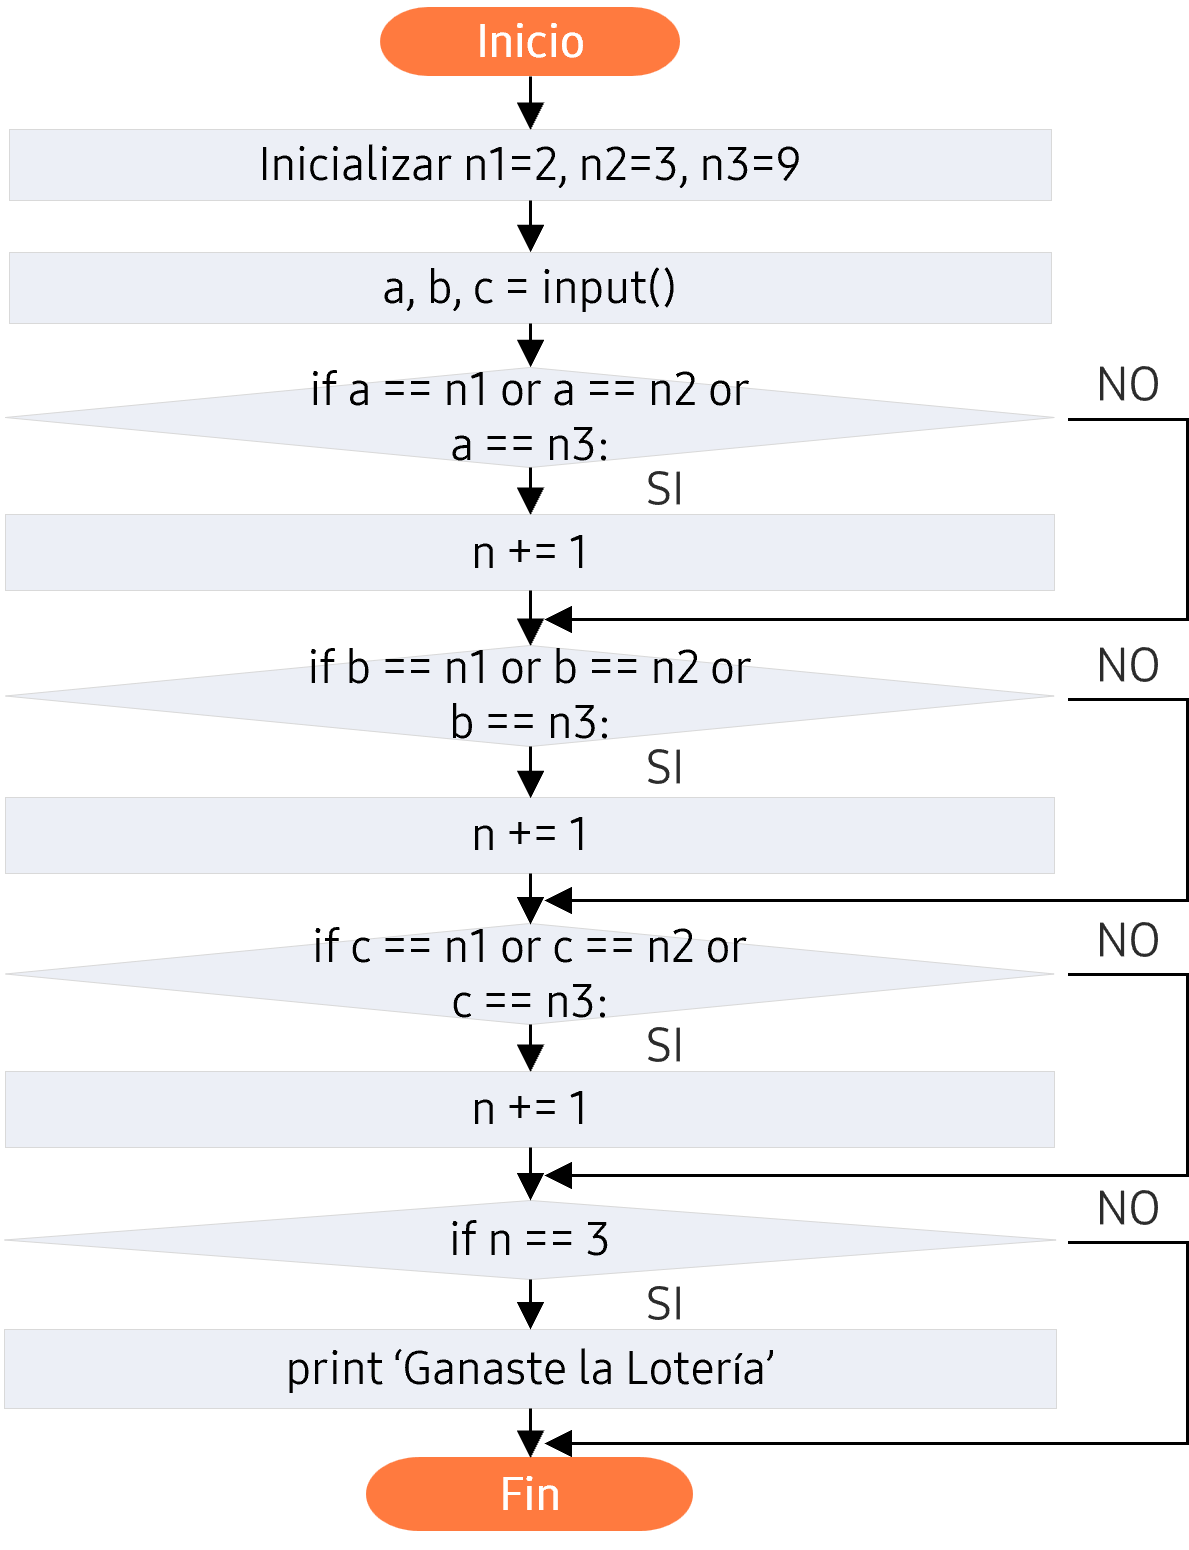 Inicio
Inicializar n1=2, n2=3, n3=9
a, b, c = input()
if a == n1 or a == n2 or
a == n3:
NO
SI
n += 1
if b == n1 or b == n2 or
b == n3:
NO
SI
n += 1
if c == n1 or c == n2 or
c == n3:
NO
SI
n += 1
if n == 3
NO
SI
print ‘Ganaste la Lotería’
Fin